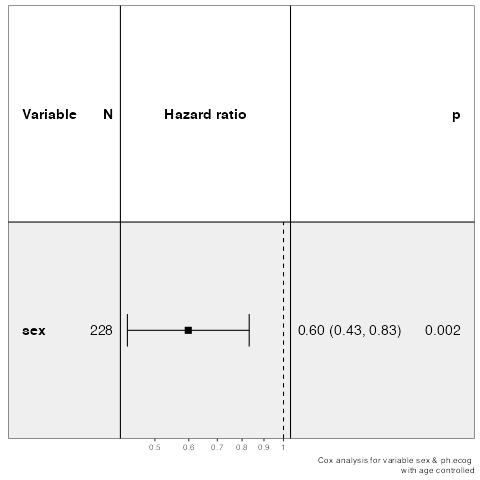 Variable N Hazard ratio p
sex 228 0.60 (0.43, 0.83) 0.002
0.5 0.6 0.7 0.8 0.9 1
Cox analysis for variable sex & ph.ecog
with age controlled